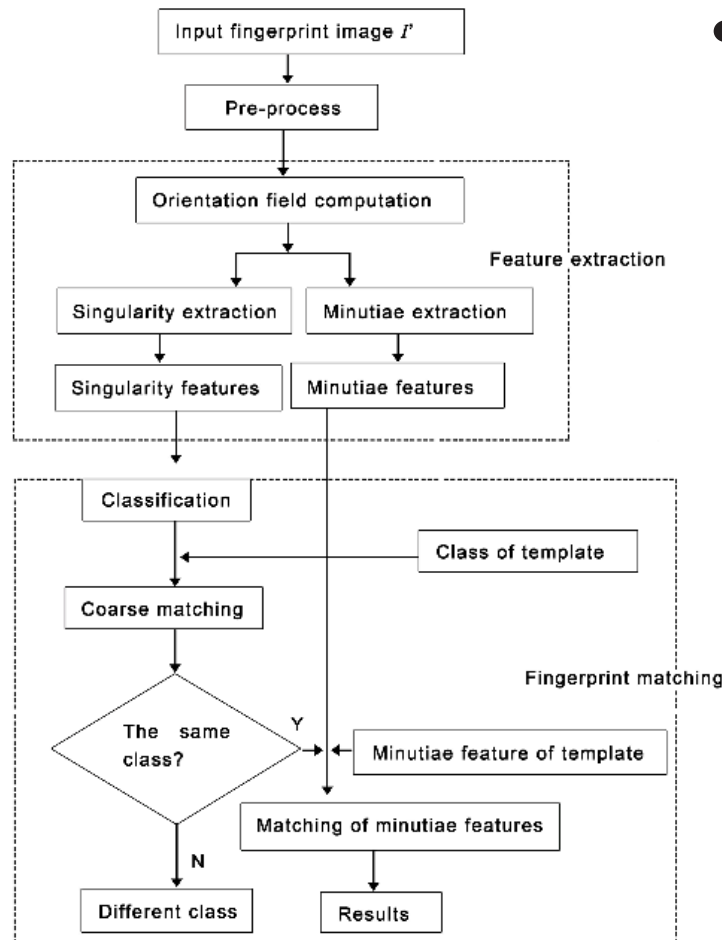 Input fingerprint image I'
Pre-process
Orientation field computation
Feature extraction
Singularity extraction
Minutiae extraction
Singularity features
Minutiae features
Classification
Class of template
Coarse matching
Fingerprint matching
The same
class?
Y
Minutiae feature of template
Matching of minutiae features
N
Different class
Results